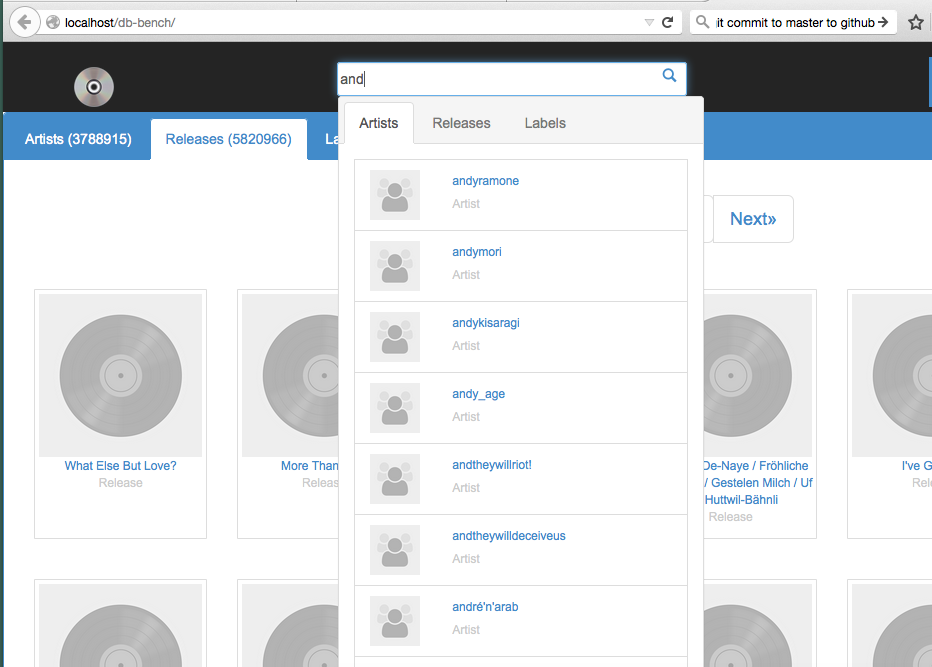 localhost/db-bench/
it commit to master to github
and
Artists (3788915)
Releases (5820966)
La
Artists
Releases
Labels
andyramone
Artist
andymori
Artist
andykisaragi
Artist
andy_age
Artist
andtheywillriot!
Artist
andtheywilldeceiveus
Artist
andré'n'arab
Artist
Next»
What Else But Love?
Release
More Than
Releas
De-Naye / Fröhliche
/ Gestelen Milch / Uf
Huttwil-Bähnli
Release
I've G
Rel